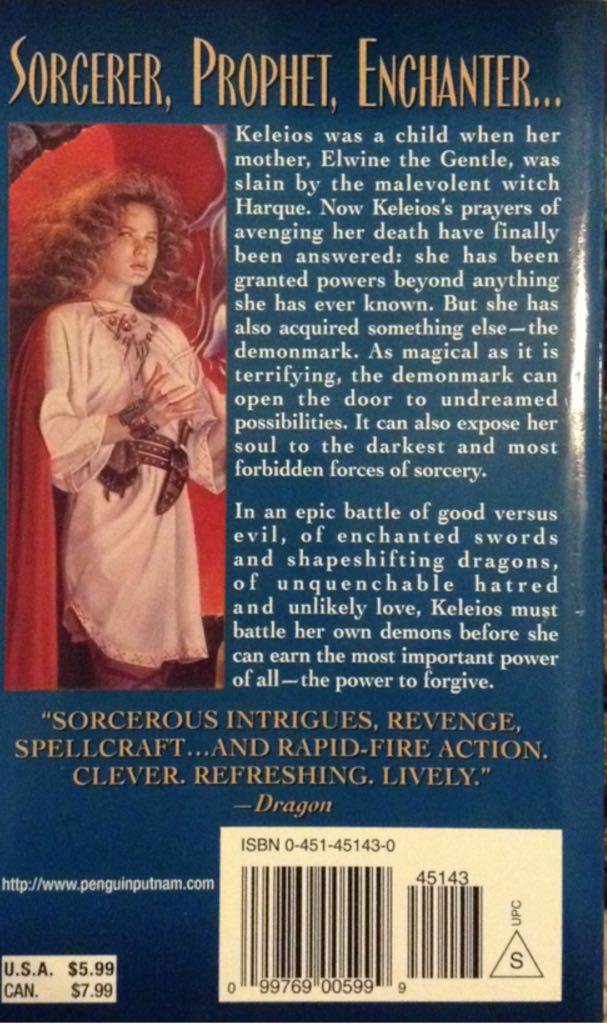 SORCERER, PROPHET, ENCHANTER...
Keleios was a child when her
mother, Elwine the Gentle, was
slain by the malevolent witch
Harque. Now Keleios's prayers of
avenging her death have finally
been answered: she has been
granted powers beyond anything
she has ever known. But she has
also acquired something else—the
demonmark. As magical as it is
terrifying, the demonmark can
open the door to undreamed
possibilities. It can also expose her
soul to the darkest and most
forbidden forces of sorcery.
In an epic battle of good versus
evil, of enchanted swords
and shapeshifting dragons,
of unquenchable hatred
and unlikely love, Keleios must
battle her own demons before she
can earn the most important power
of all—the power to forgive.
"SORCEROUS INTRIGUES, REVENGE,
SPELLCRAFT...AND RAPID-FIRE ACTION.
CLEVER. REFRESHING. LIVELY."
—Dragon
ISBN 0-451-45143-0
45143
http://www.penguinputnam.com
UPC
S
U.S.A. $5.99
CAN. $7.99
0 99769 00599 9